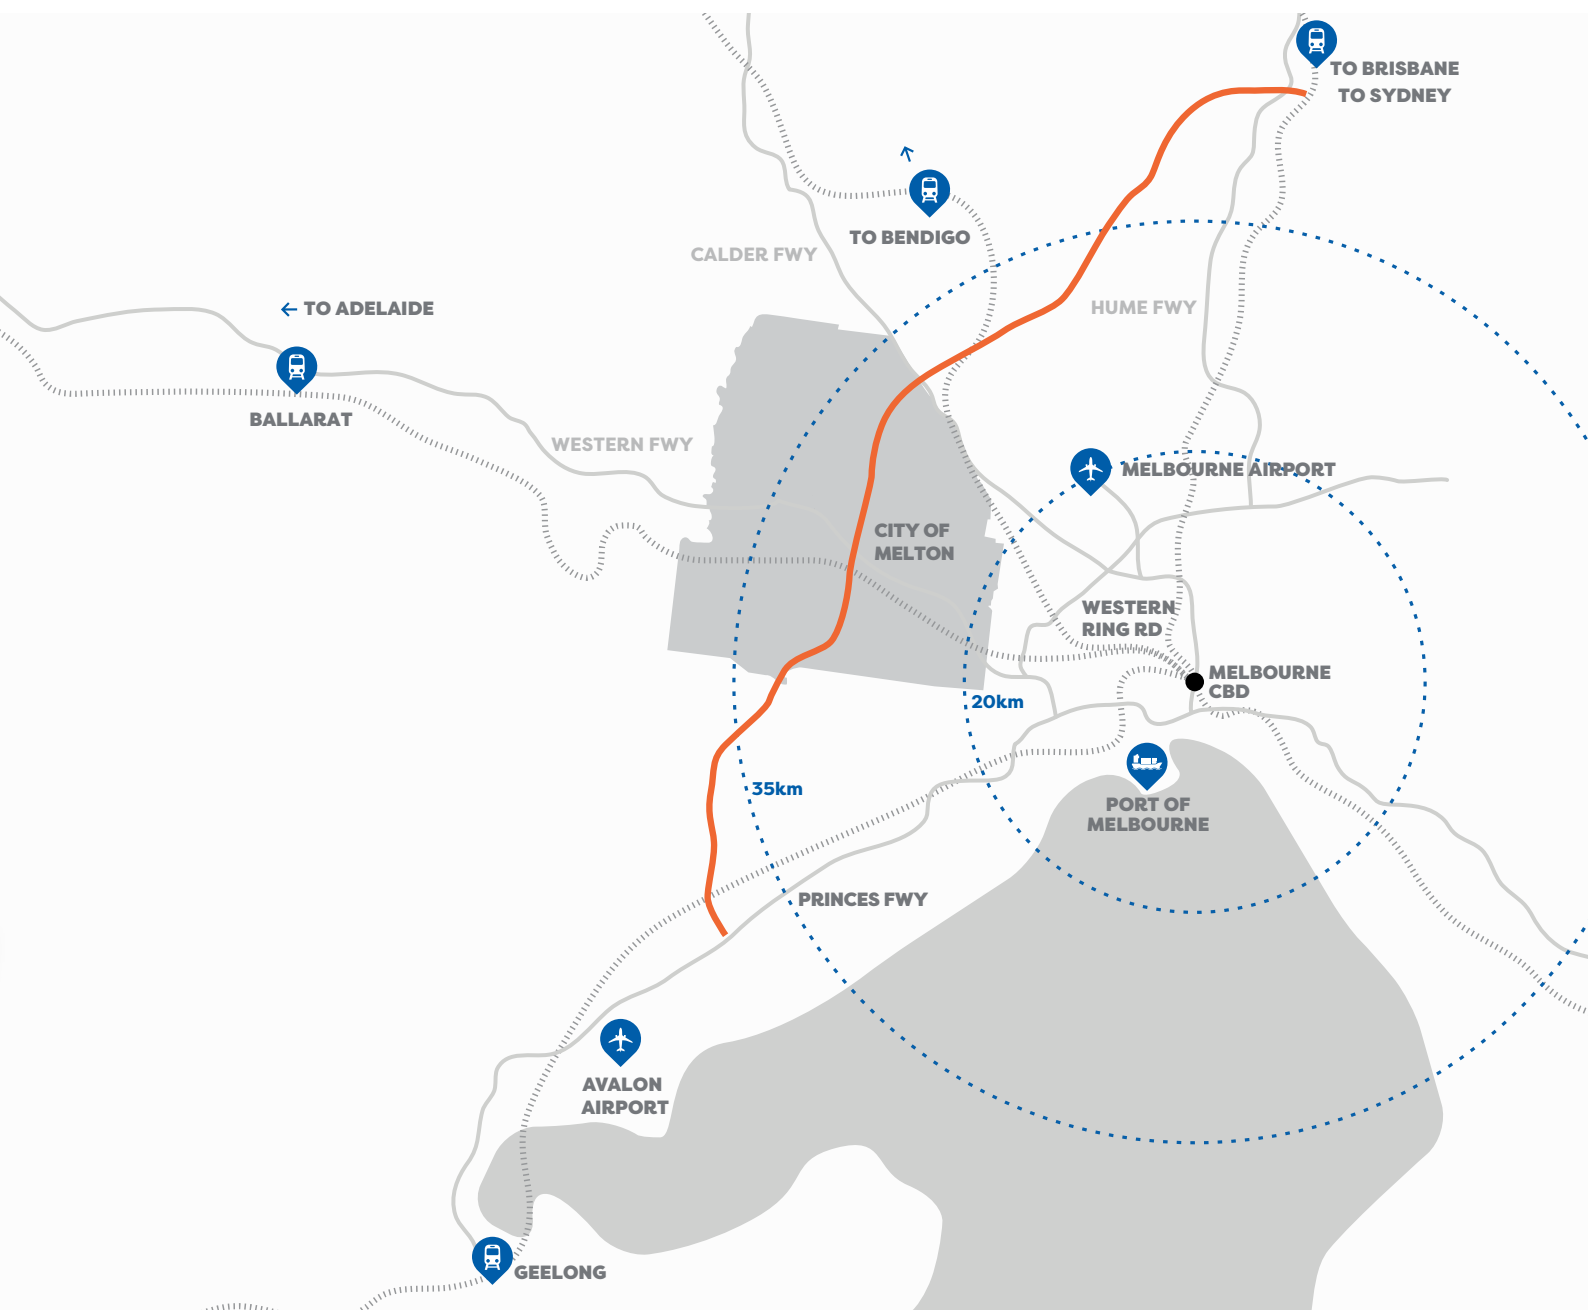 TO BRISBANE
TO SYDNEY
TO BENDIGO
CALDER FWY
HUME FWY
← TO ADELAIDE
BALLARAT
WESTERN FWY
MELBOURNE AIRPORT
CITY OF
MELTON
WESTERN
RING RD
MELBOURNE
CBD
20km
35km
PORT OF
MELBOURNE
PRINCES FWY
AVALON
AIRPORT
GEELONG